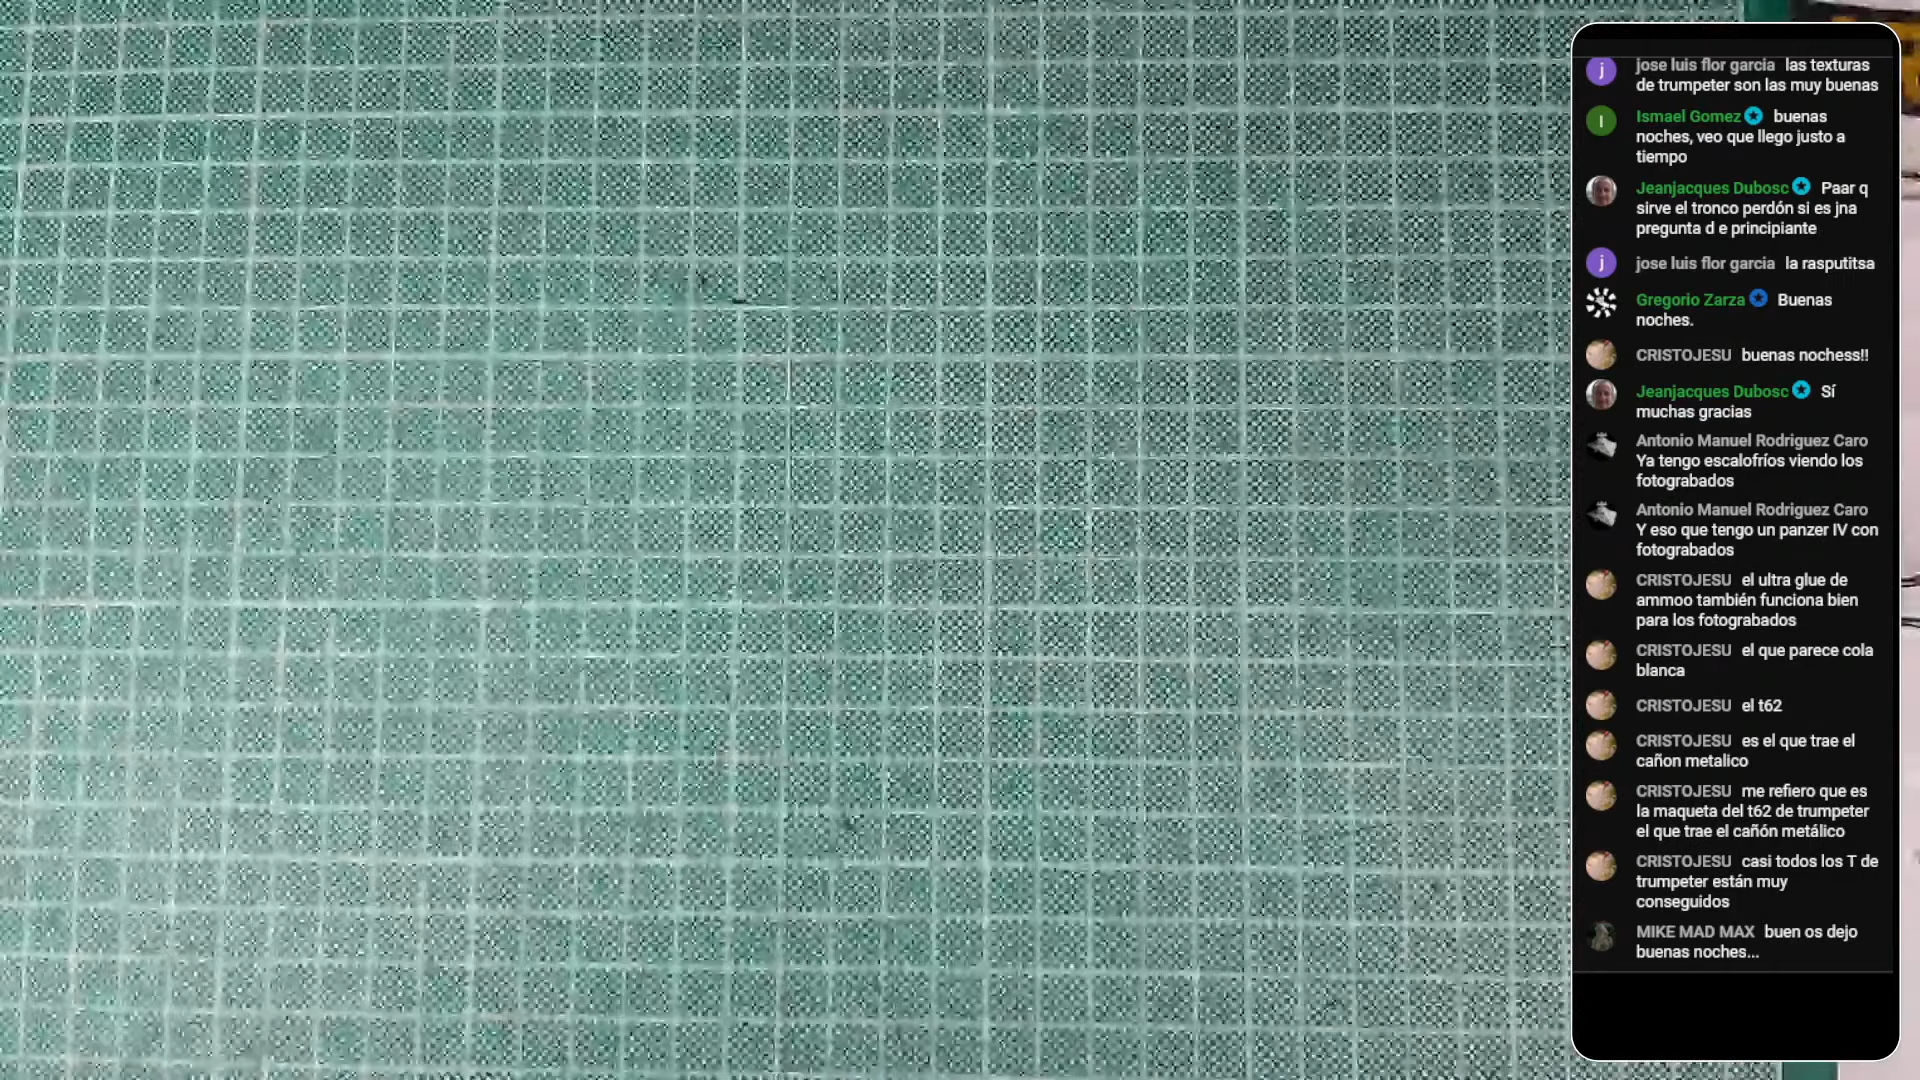 j
jose luis flor garcia las texturas
de trumpeter son las muy buenas
I
Ismael Gomez buenas
noches, veo que llego justo a
tiempo
Jeanjacques Dubosc Paar q
sirve el tronco perdón si es jna
pregunta d e principiante
j
jose luis flor garcia la rasputitsa
Gregorio Zarza Buenas
noches.
CRISTOJESU buenas nochess!!
Jeanjacques Dubosc Sí
muchas gracias
Antonio Manuel Rodriguez Caro
Ya tengo escalofríos viendo los
fotograbados
Antonio Manuel Rodriguez Caro
Y eso que tengo un panzer IV con
fotograbados
CRISTOJESU el ultra glue de
ammoo también funciona bien
para los fotograbados
CRISTOJESU el que parece cola
blanca
CRISTOJESU el t62
CRISTOJESU es el que trae el
cañon metalico
CRISTOJESU me refiero que es
la maqueta del t62 de trumpeter
el que trae el cañón metálico
CRISTOJESU casi todos los T de
trumpeter están muy
conseguidos
MIKE MAD MAX buen os dejo
buenas noches...